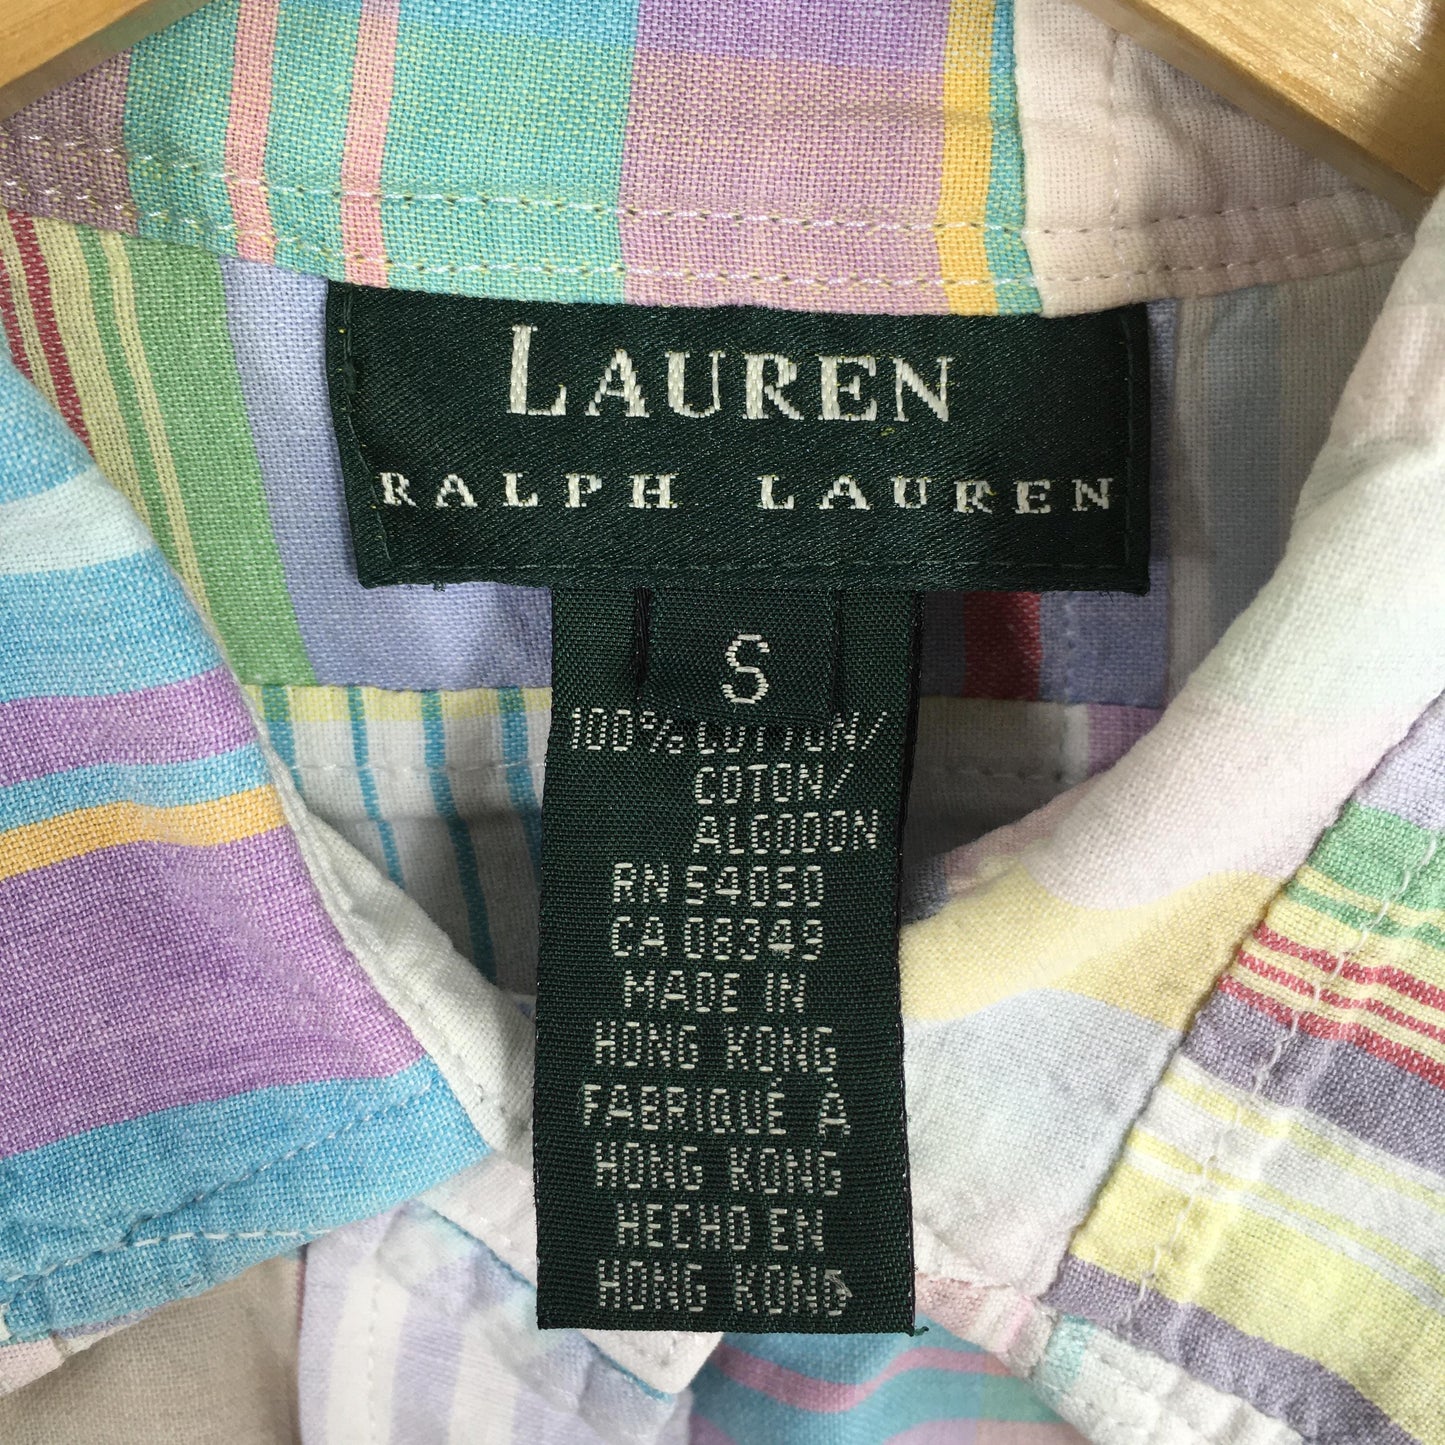 LAUREN
RALPH LAUREN
S
100% COTTON/
COTON/
ALGODON
RN 54050
CA 08349
MADE IN
HONG KONG
FABRIQUÉ À
HONG KONG
HECHO EN
HONG KONG